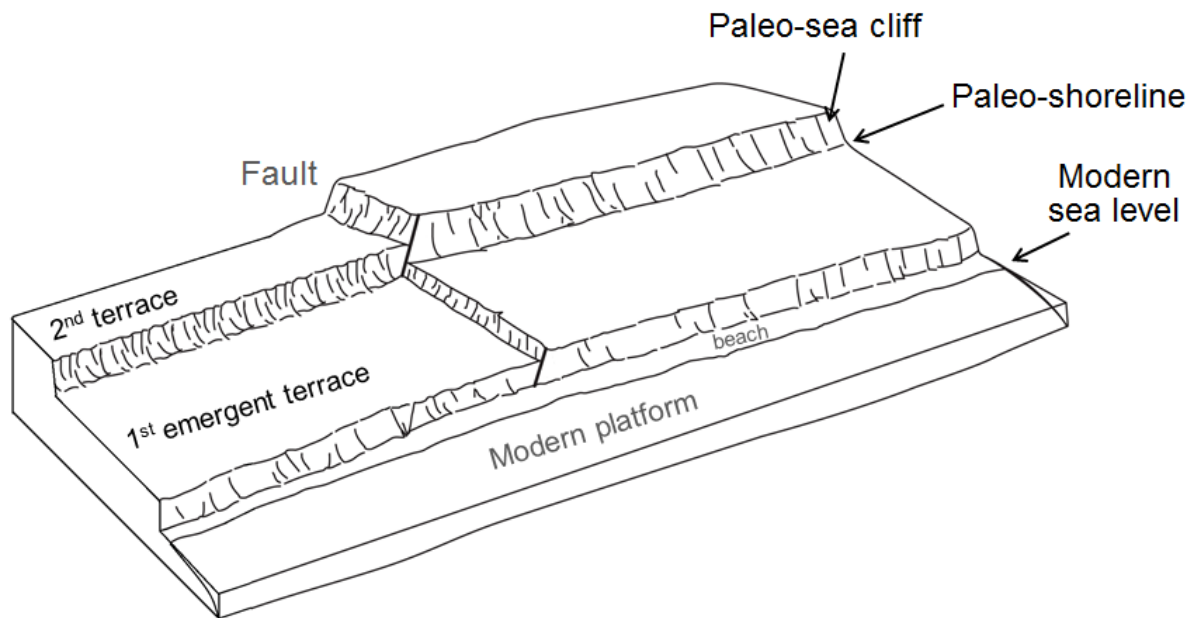 Paleo-sea cliff
Paleo-shoreline
Fault
Modern
sea level
2nd terrace
beach
1st emergent terrace
Modern platform